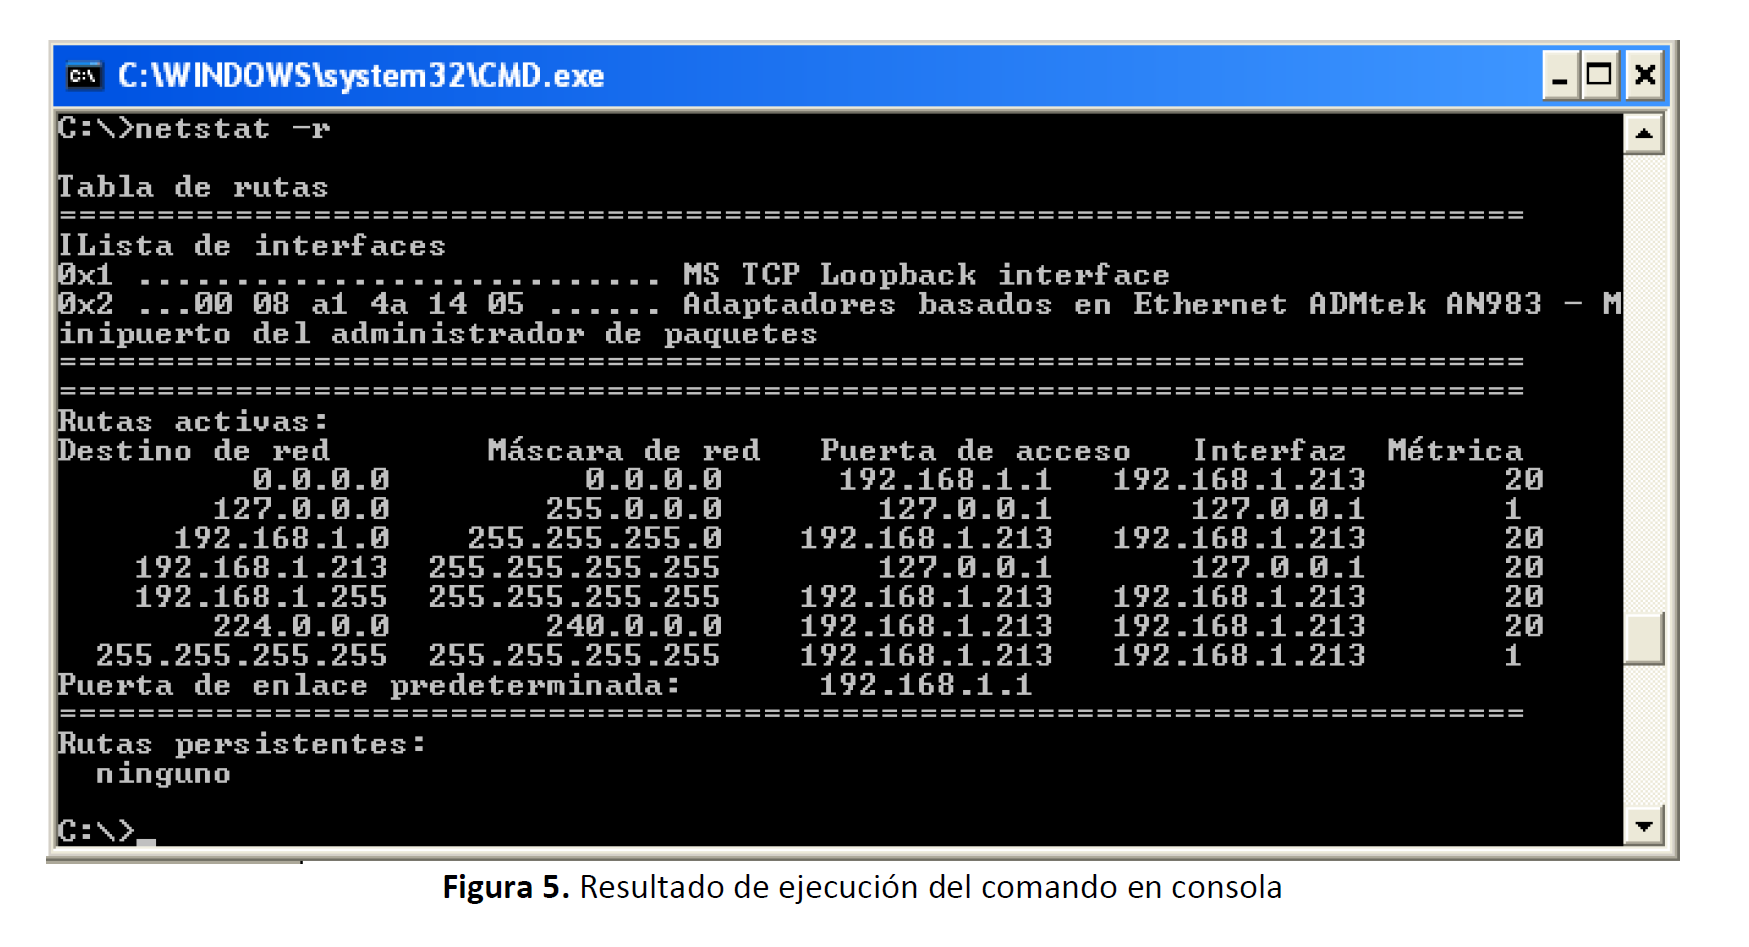 C:\WINDOWS\system32\CMD.exe
C:\>netstat -r
Tabla de rutas
===========================================================================
ILista de interfaces
0x1 ........................... MS TCP Loopback interface
0x2 ...00 08 a1 4a 14 05 ...... Adaptadores basados en Ethernet ADMtek AN983 - M
inipuerto del administrador de paquetes
===========================================================================
===========================================================================
Rutas activas:
Destino de red        Máscara de red   Puerta de acceso   Interfaz  Métrica
          0.0.0.0          0.0.0.0      192.168.1.1   192.168.1.213       20
        127.0.0.0        255.0.0.0        127.0.0.1       127.0.0.1       1
      192.168.1.0    255.255.255.0    192.168.1.213   192.168.1.213       20
    192.168.1.213  255.255.255.255        127.0.0.1       127.0.0.1       20
    192.168.1.255  255.255.255.255    192.168.1.213   192.168.1.213       20
        224.0.0.0        240.0.0.0    192.168.1.213   192.168.1.213       20
  255.255.255.255  255.255.255.255    192.168.1.213   192.168.1.213       1
Puerta de enlace predeterminada:       192.168.1.1
===========================================================================
Rutas persistentes:
  ninguno
C:\>_
Figura 5. Resultado de ejecución del comando en consola